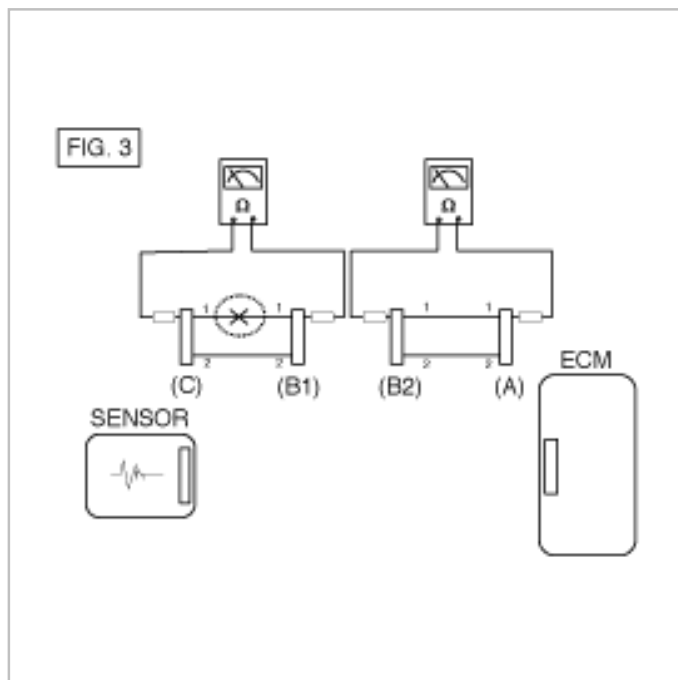 FIG. 3
Ω Ω
1 1 1 1
2 2 2 2
(C) (B1) (B2) (A)
ECM
SENSOR